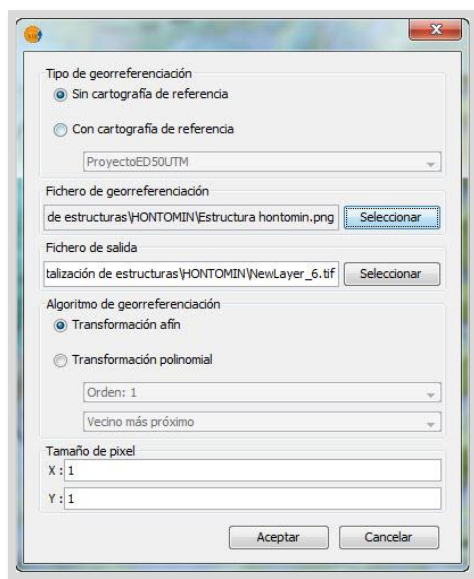 Tipo de georreferenciación
Sin cartografía de referencia
Con cartografía de referencia
ProyectoED50UTM
Fichero de georreferenciación
de estructuras\HONTOMIN\Estructura hontomin.png Seleccionar
Fichero de salida
talización de estructuras\HONTOMIN\NewLayer_6.tif Seleccionar
Algoritmo de georreferenciación
Transformación afín
Transformación polinomial
Orden: 1
Vecino más próximo
Tamaño de pixel
X : 1
Y : 1
Aceptar Cancelar